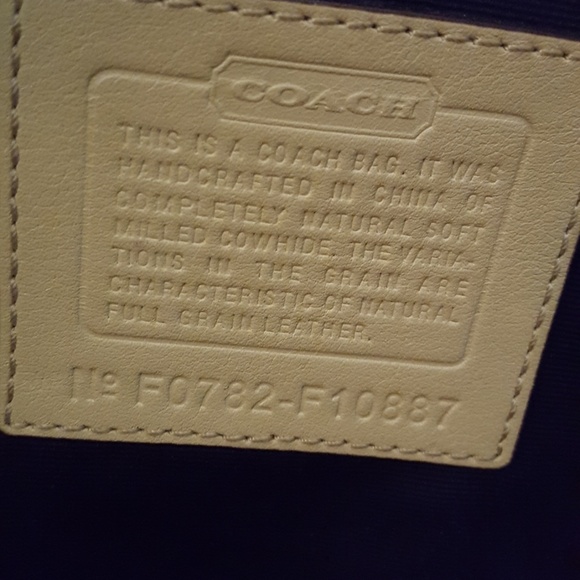 COACH
THIS IS A COACH BAG. IT WAS
HANDCRAFTED IN CHINA OF
COMPLETELY NATURAL SOFT
MILLED COWHIDE. THE VARIA-
TIONS IN THE GRAIN ARE
CHARACTERISTIC OF NATURAL
FULL GRAIN LEATHER.
Nº F0782-F10887